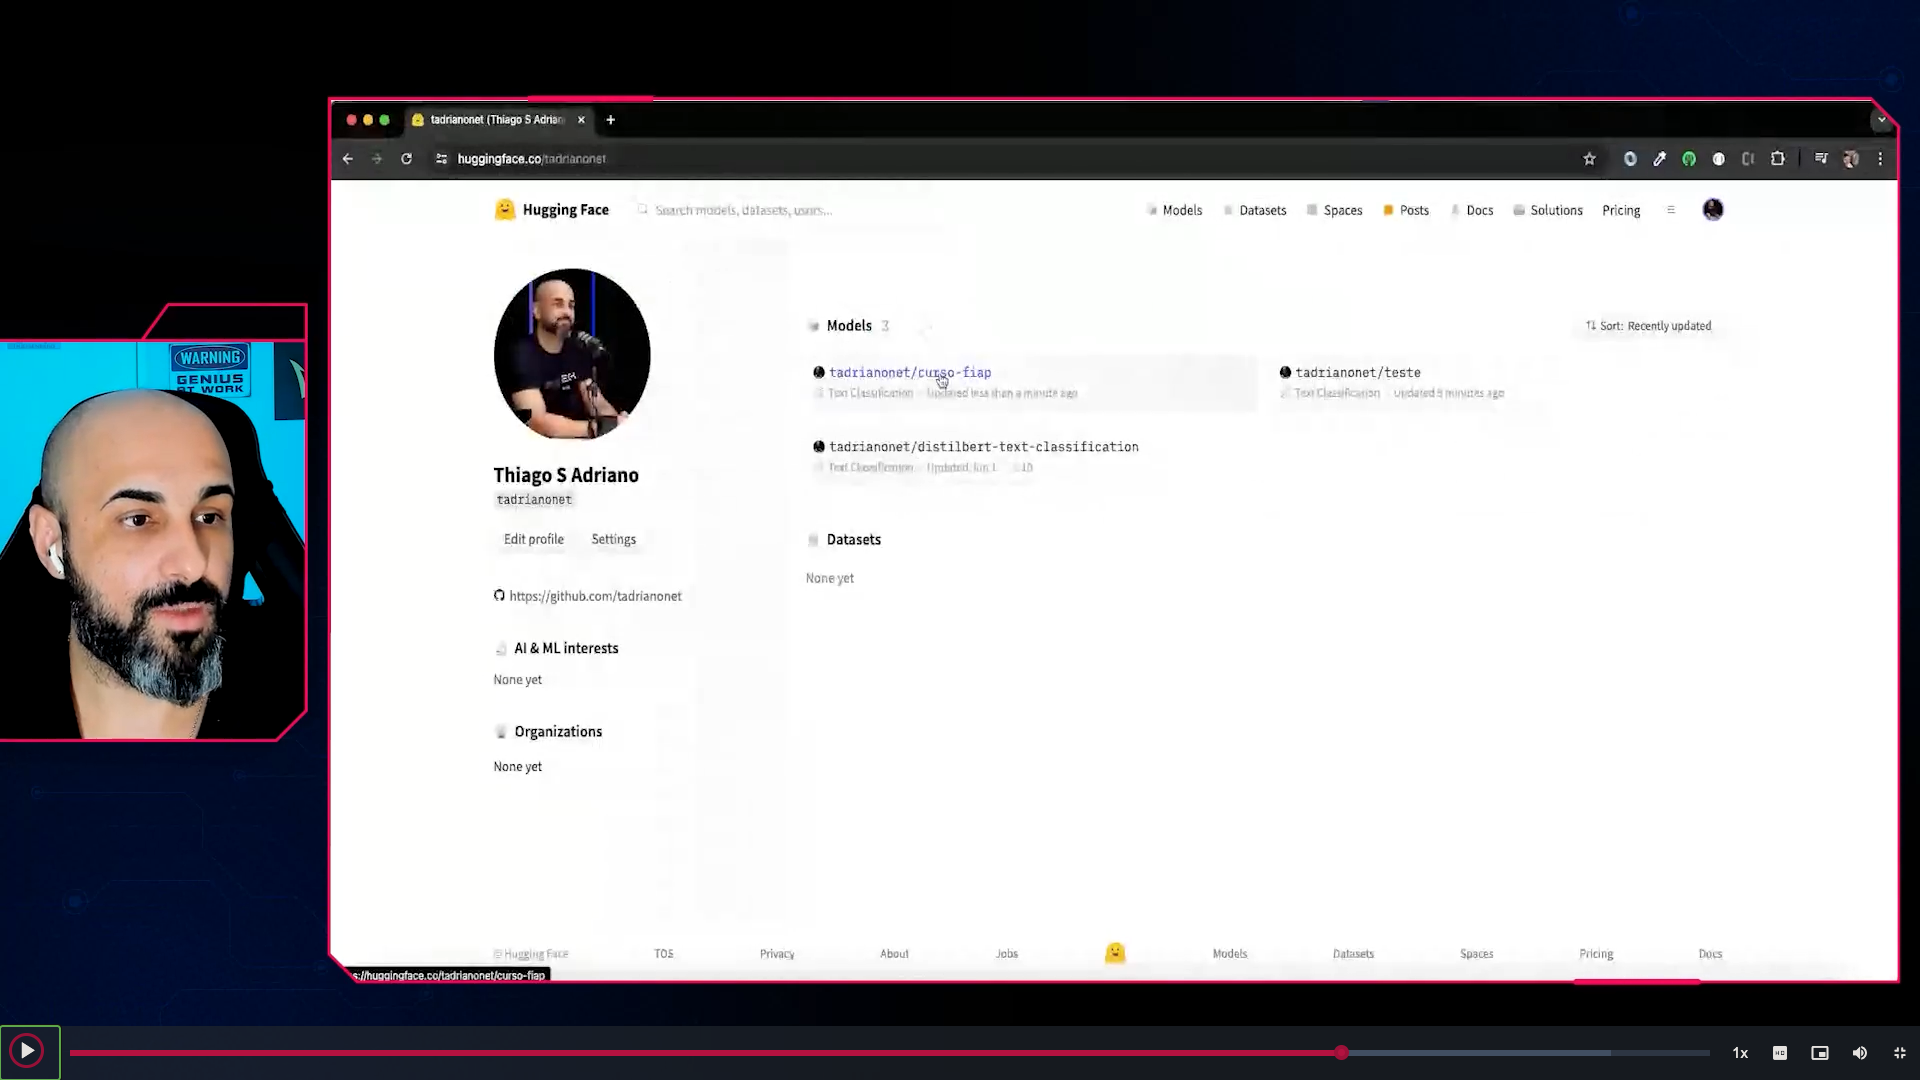 tadrianonet (Thiago S Adrian
huggingface.co/tadrianonet
Hugging Face
Search models, datasets, users...
Models
Datasets
Spaces
Posts
Docs
Solutions
Pricing
WARNING
GENIUS
AT WORK
Thiago S Adriano
tadrianonet
Edit profile
Settings
https://github.com/tadrianonet
AI & ML interests
None yet
Organizations
None yet
Models 3
Sort: Recently updated
tadrianonet/curso-fiap
Text Classification Updated less than a minute ago
tadrianonet/teste
Text Classification Updated 8 minutes ago
tadrianonet/distilbert-text-classification
Text Classification Updated Jun 1 10
Datasets
None yet
© Hugging Face
TOS
Privacy
About
Jobs
Models
Datasets
Spaces
Pricing
Docs
s://huggingface.co/tadrianonet/curso-fiap
1x
HD